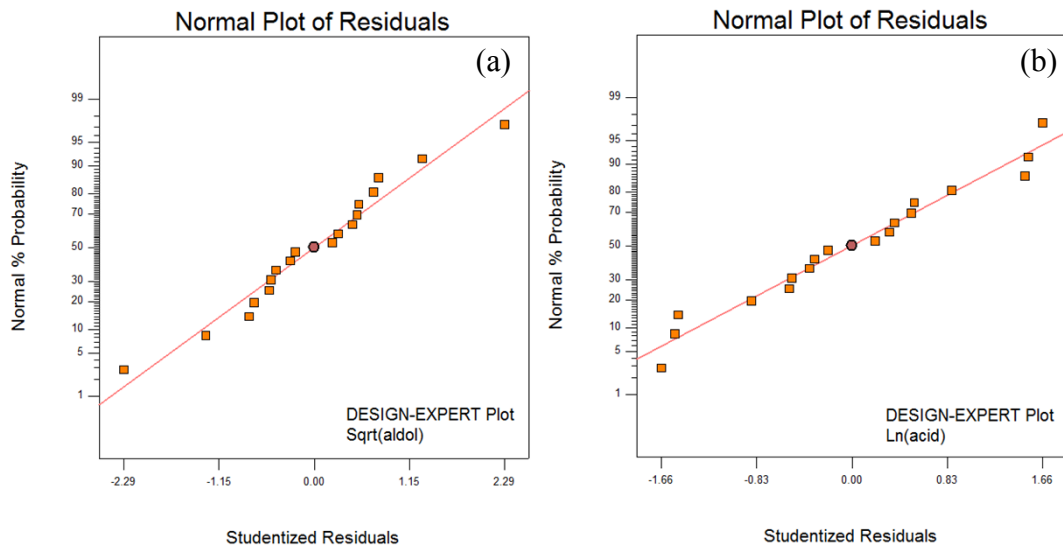 Normal Plot of Residuals
(a)
Normal % Probability
99
95
90
80
70
50
30
20
10
5
1
DESIGN-EXPERT Plot
Sqrt(aldol)
-2.29
-1.15
0.00
1.15
2.29
Studentized Residuals
Normal Plot of Residuals
(b)
Normal % Probability
99
95
90
80
70
50
30
20
10
5
1
DESIGN-EXPERT Plot
Ln(acid)
-1.66
-0.83
0.00
0.83
1.66
Studentized Residuals